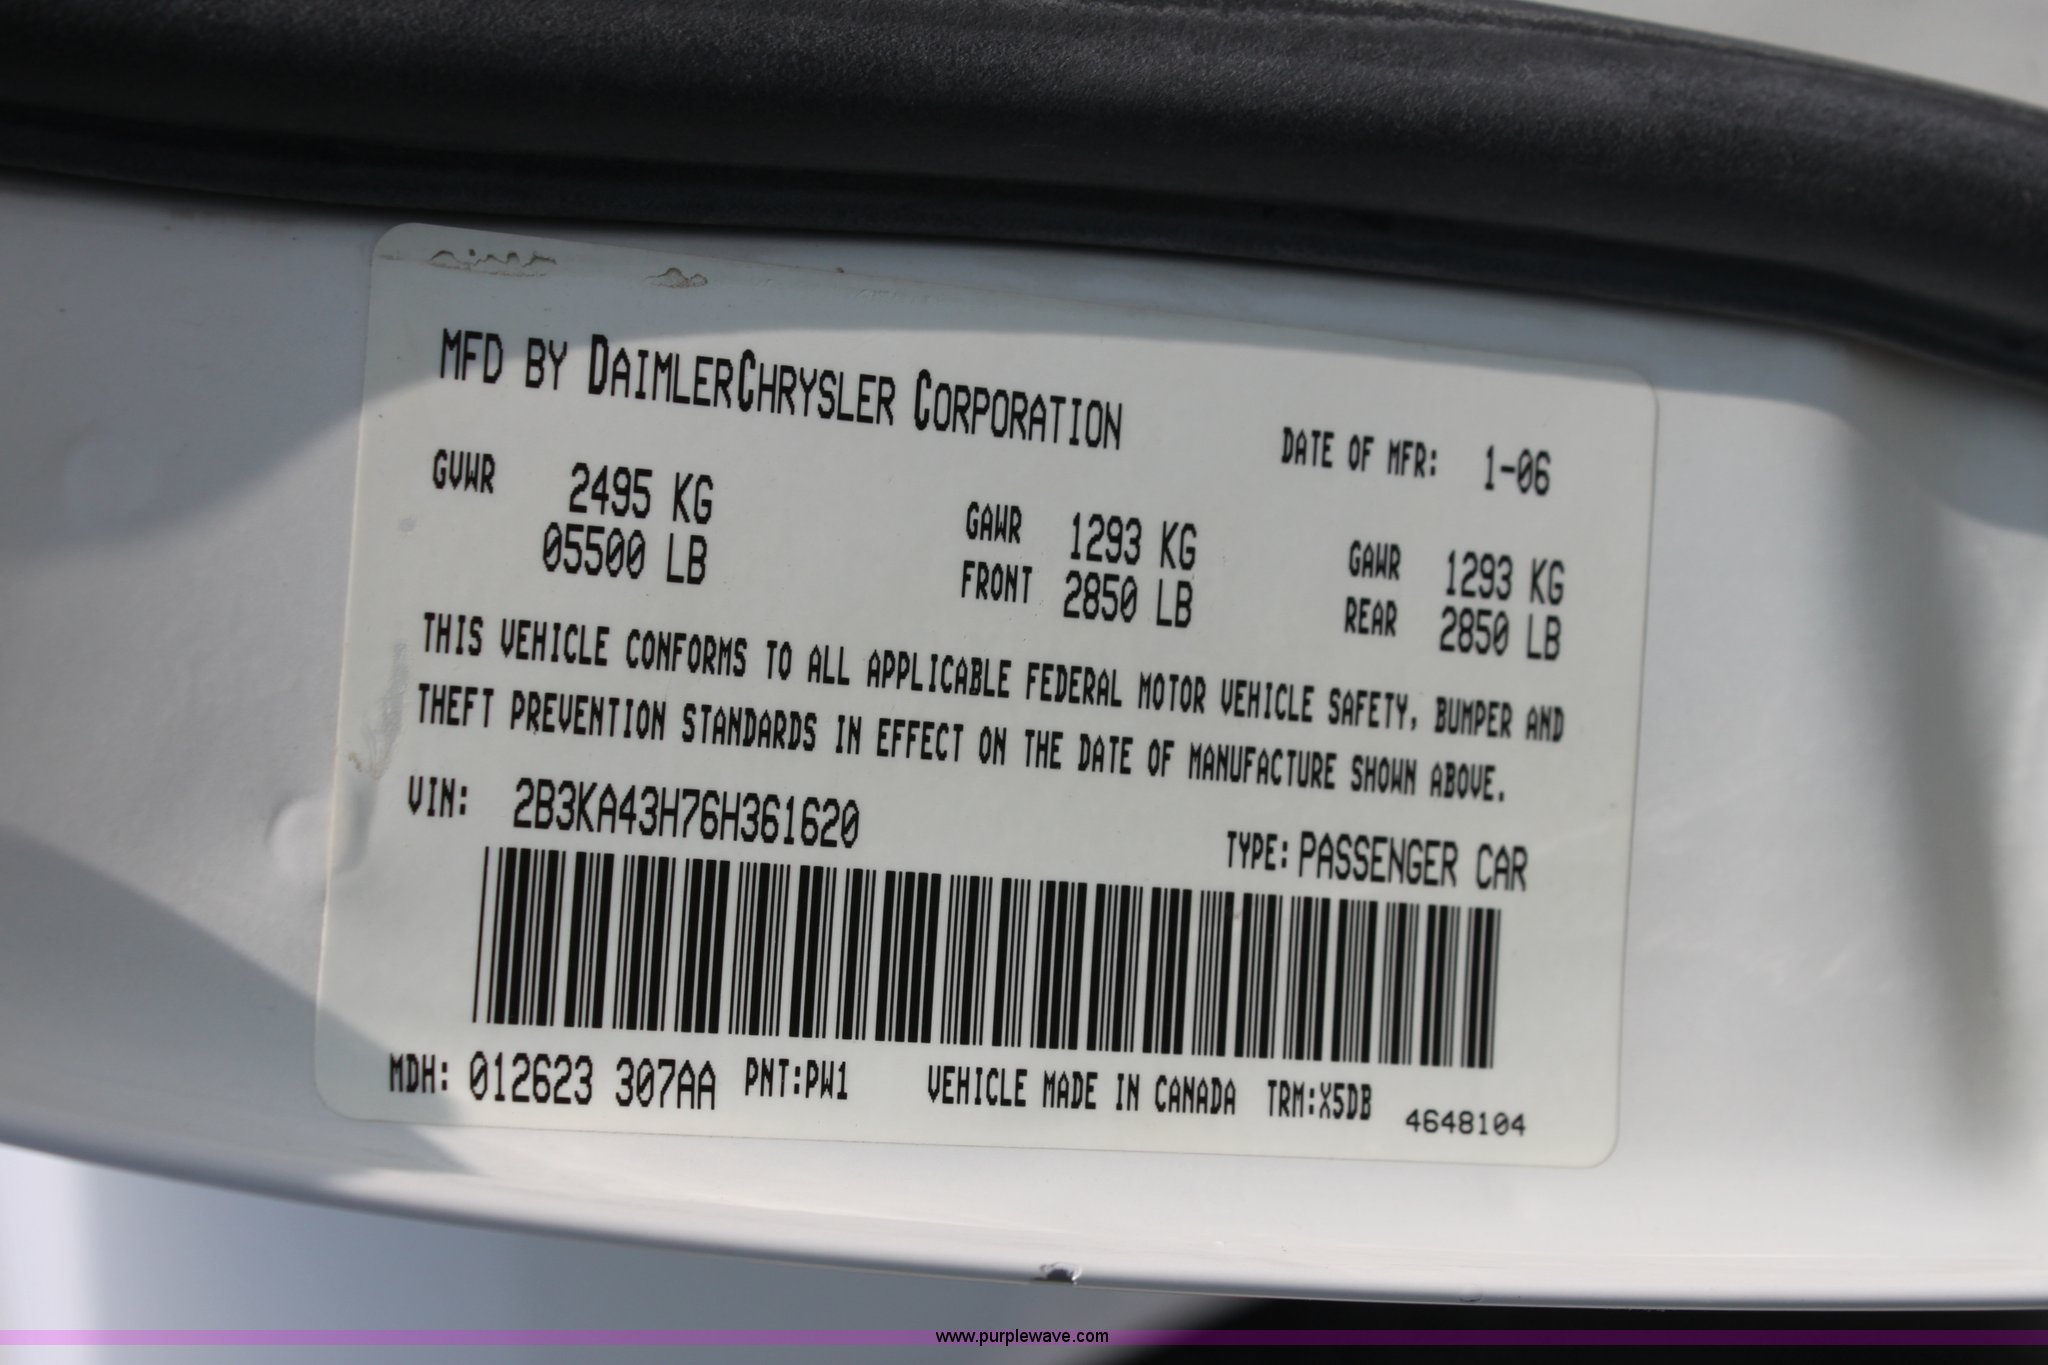 MFD BY DAIMLERCHRYSLER CORPORATION
DATE OF MFR: 1-06
GVWR 2495 KG
05500 LB
GAWR 1293 KG
FRONT 2850 LB
GAWR 1293 KG
REAR 2850 LB
THIS VEHICLE CONFORMS TO ALL APPLICABLE FEDERAL MOTOR VEHICLE SAFETY, BUMPER AND
THEFT PREVENTION STANDARDS IN EFFECT ON THE DATE OF MANUFACTURE SHOWN ABOVE.
VIN: 2B3KA43H76H361620
TYPE: PASSENGER CAR
MDH: 012623 307AA PNT:PW1 VEHICLE MADE IN CANADA TRM:X5DB 4648104
www.purplewave.com